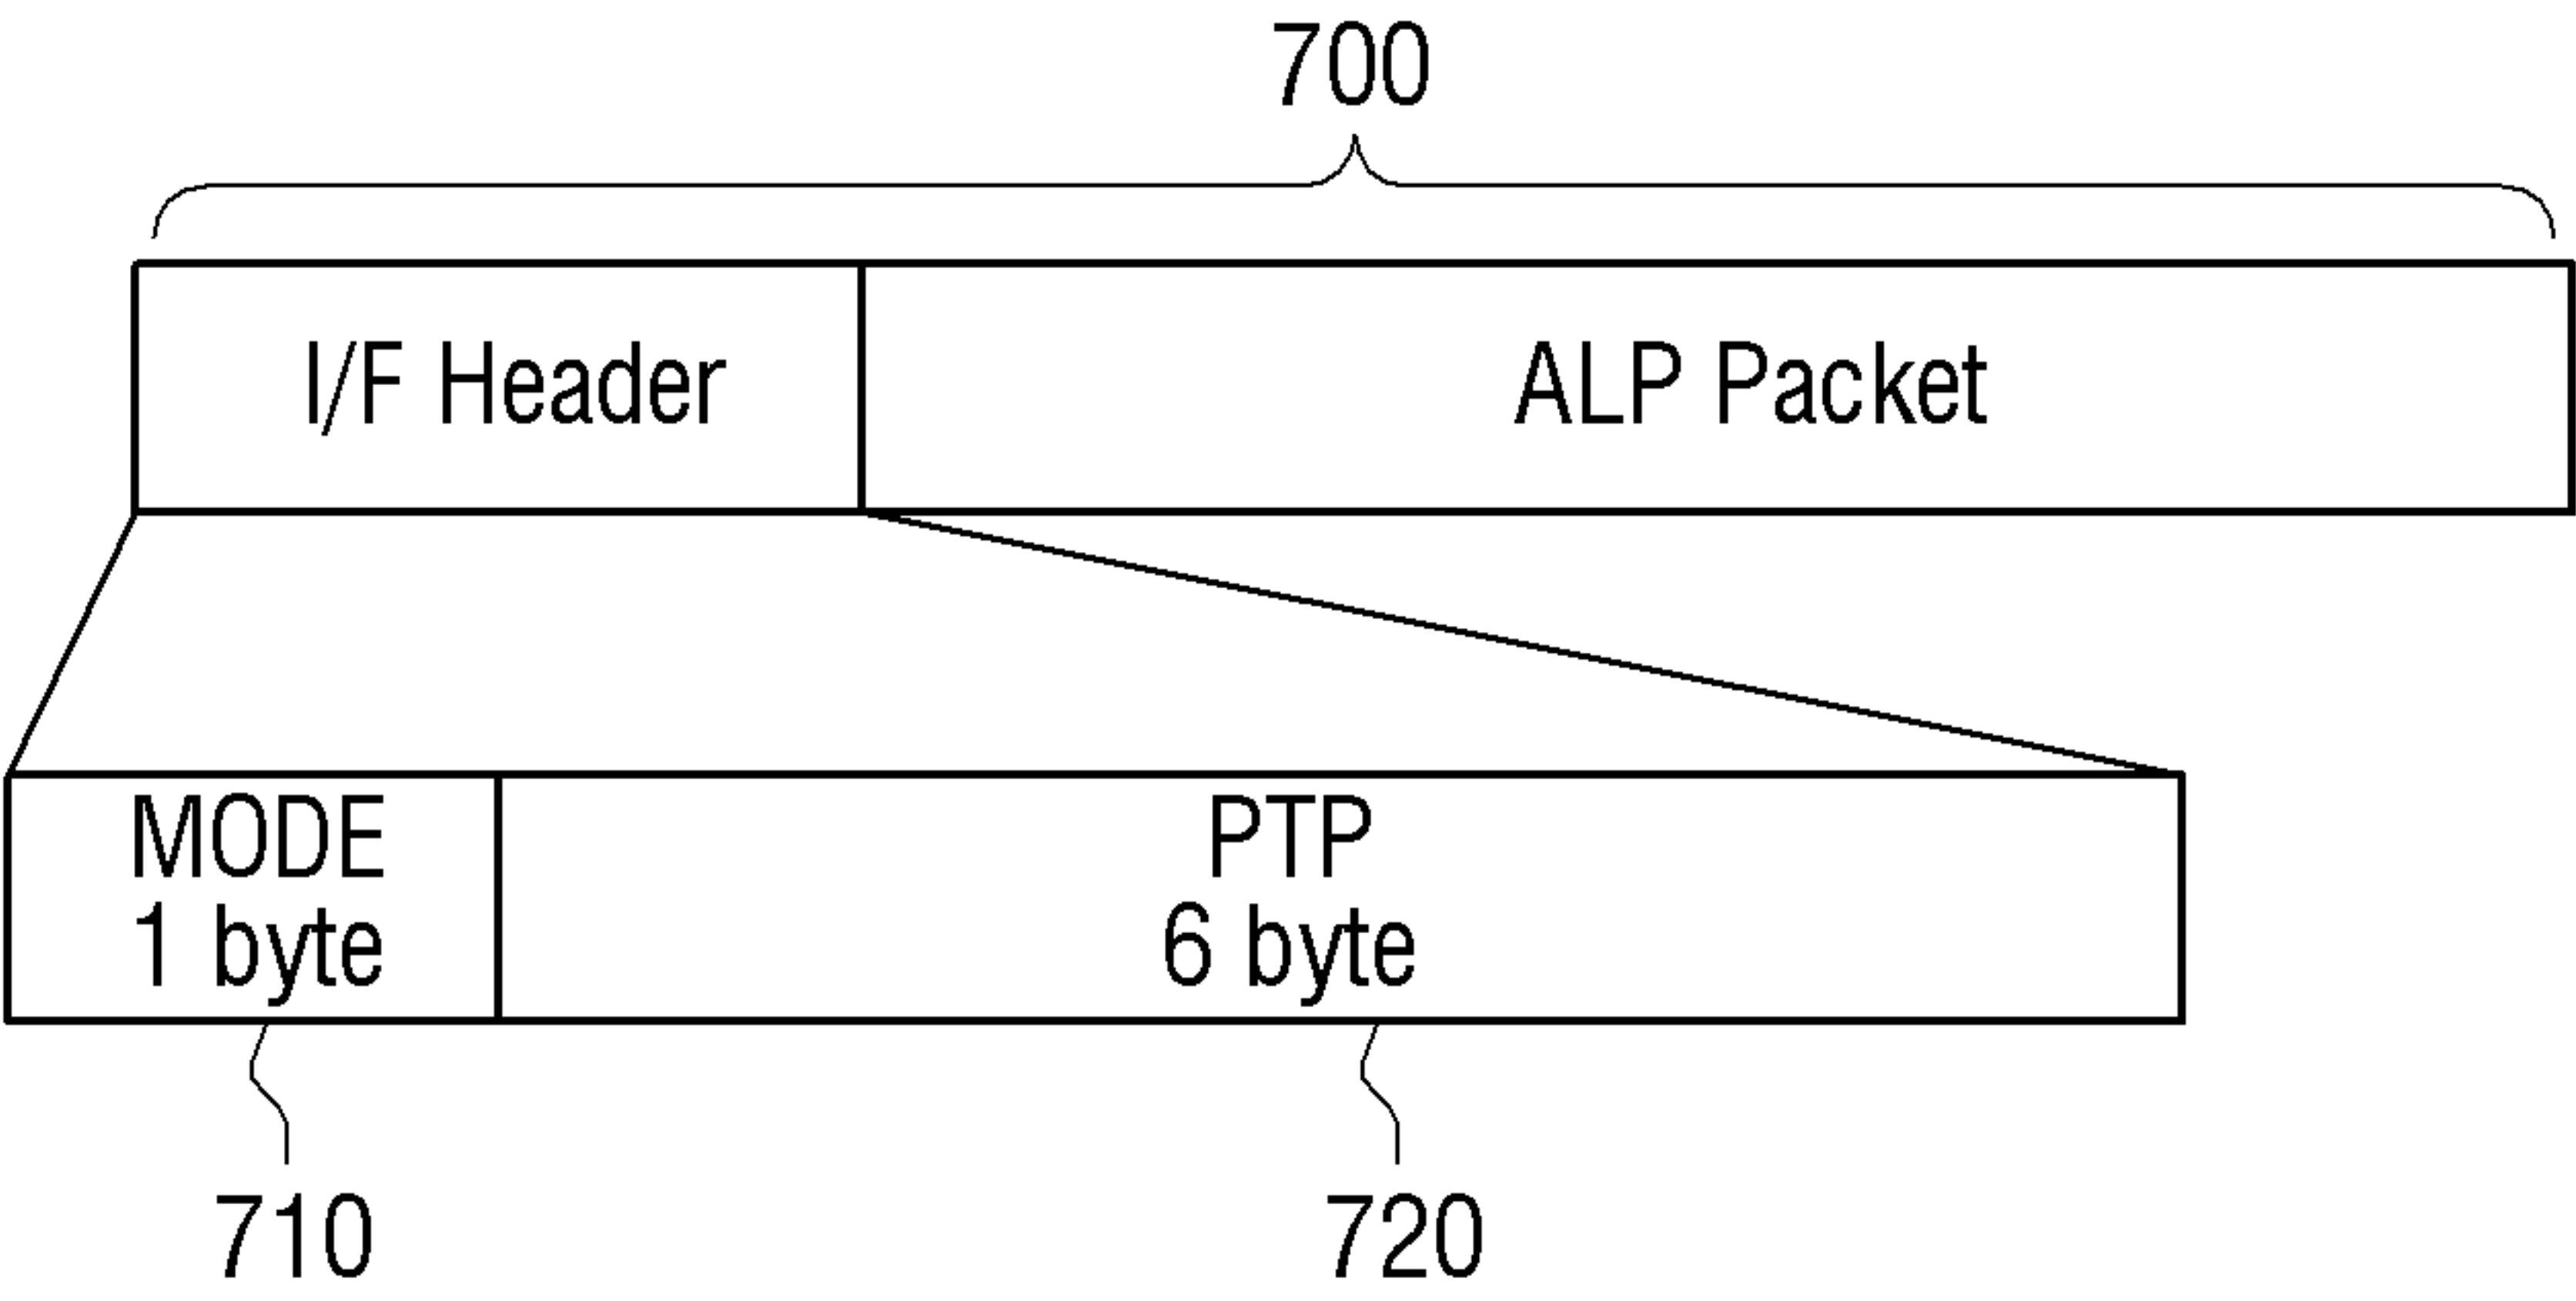 700
I/F Header
ALP Packet
MODE
1 byte
PTP
6 byte
710
720